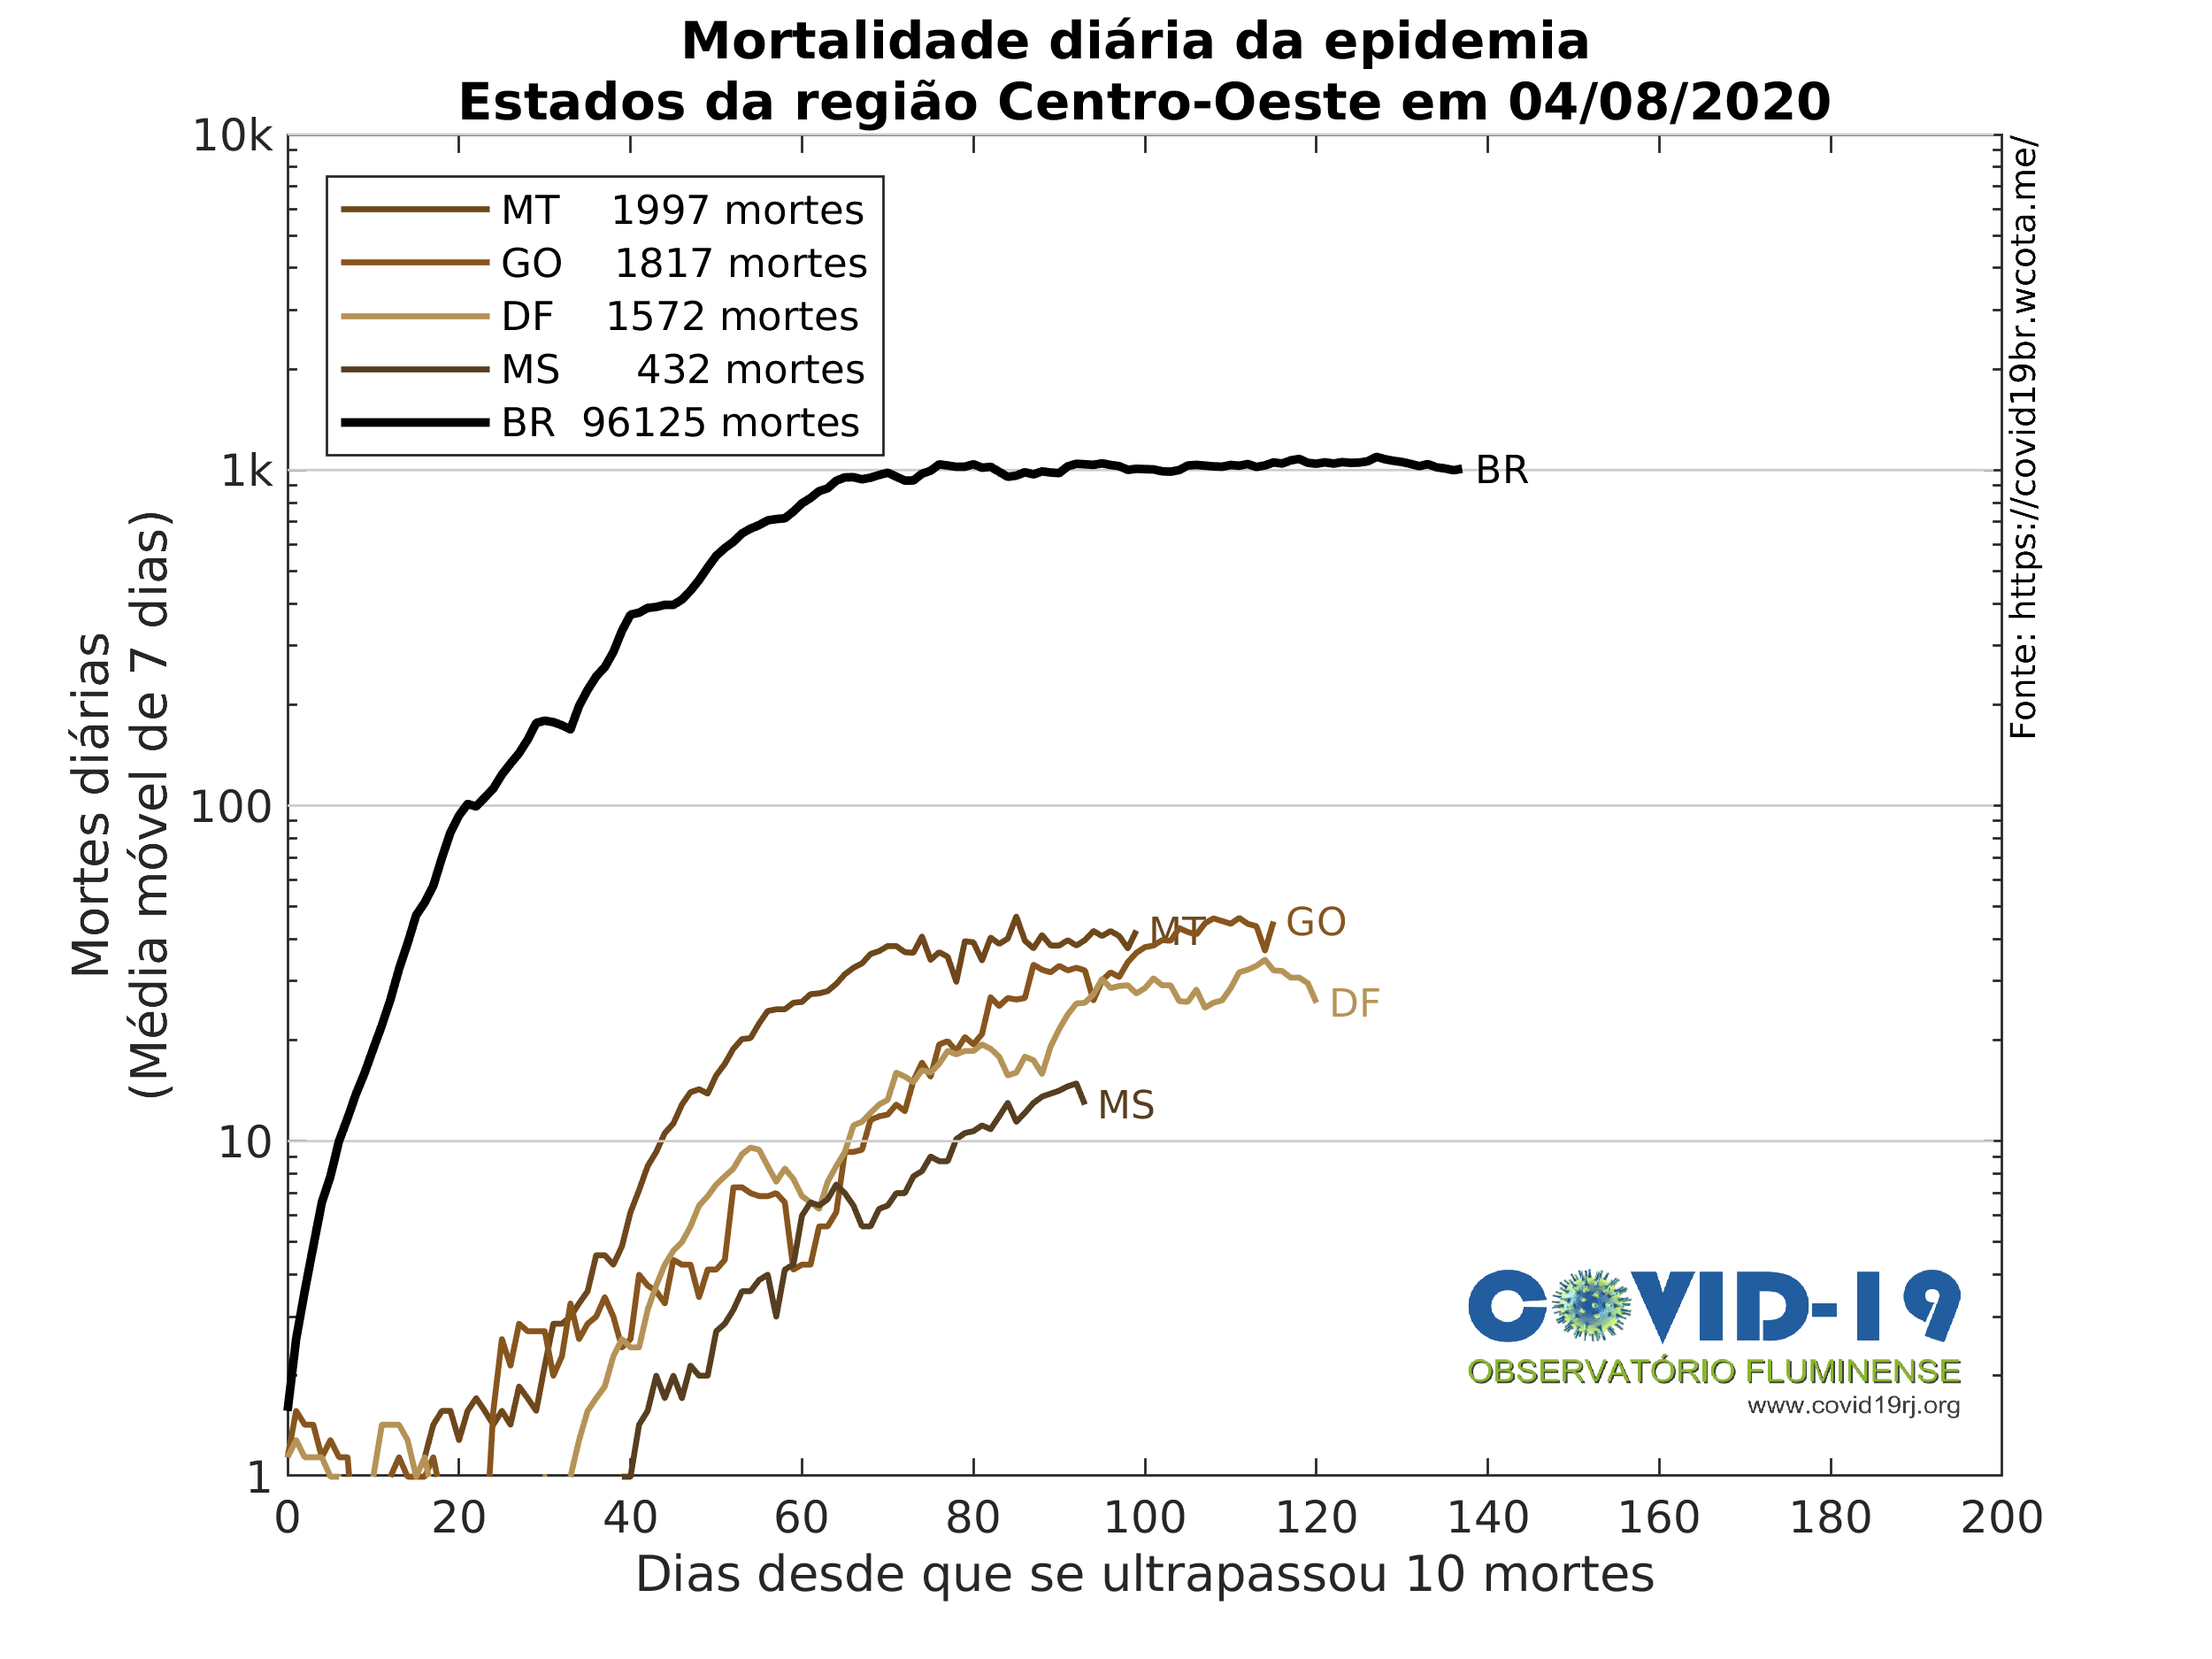 Mortalidade diária da epidemia
Estados da região Centro-Oeste em 04/08/2020
10k
1k
100
10
1
Mortes diárias
(Média móvel de 7 dias)
MT 1997 mortes
GO 1817 mortes
DF 1572 mortes
MS 432 mortes
BR 96125 mortes
BR
MT
GO
DF
MS
Fonte: https://covid19br.wcota.me/
COVID-19
OBSERVATÓRIO FLUMINENSE
www.covid19rj.org
0 20 40 60 80 100 120 140 160 180 200
Dias desde que se ultrapassou 10 mortes